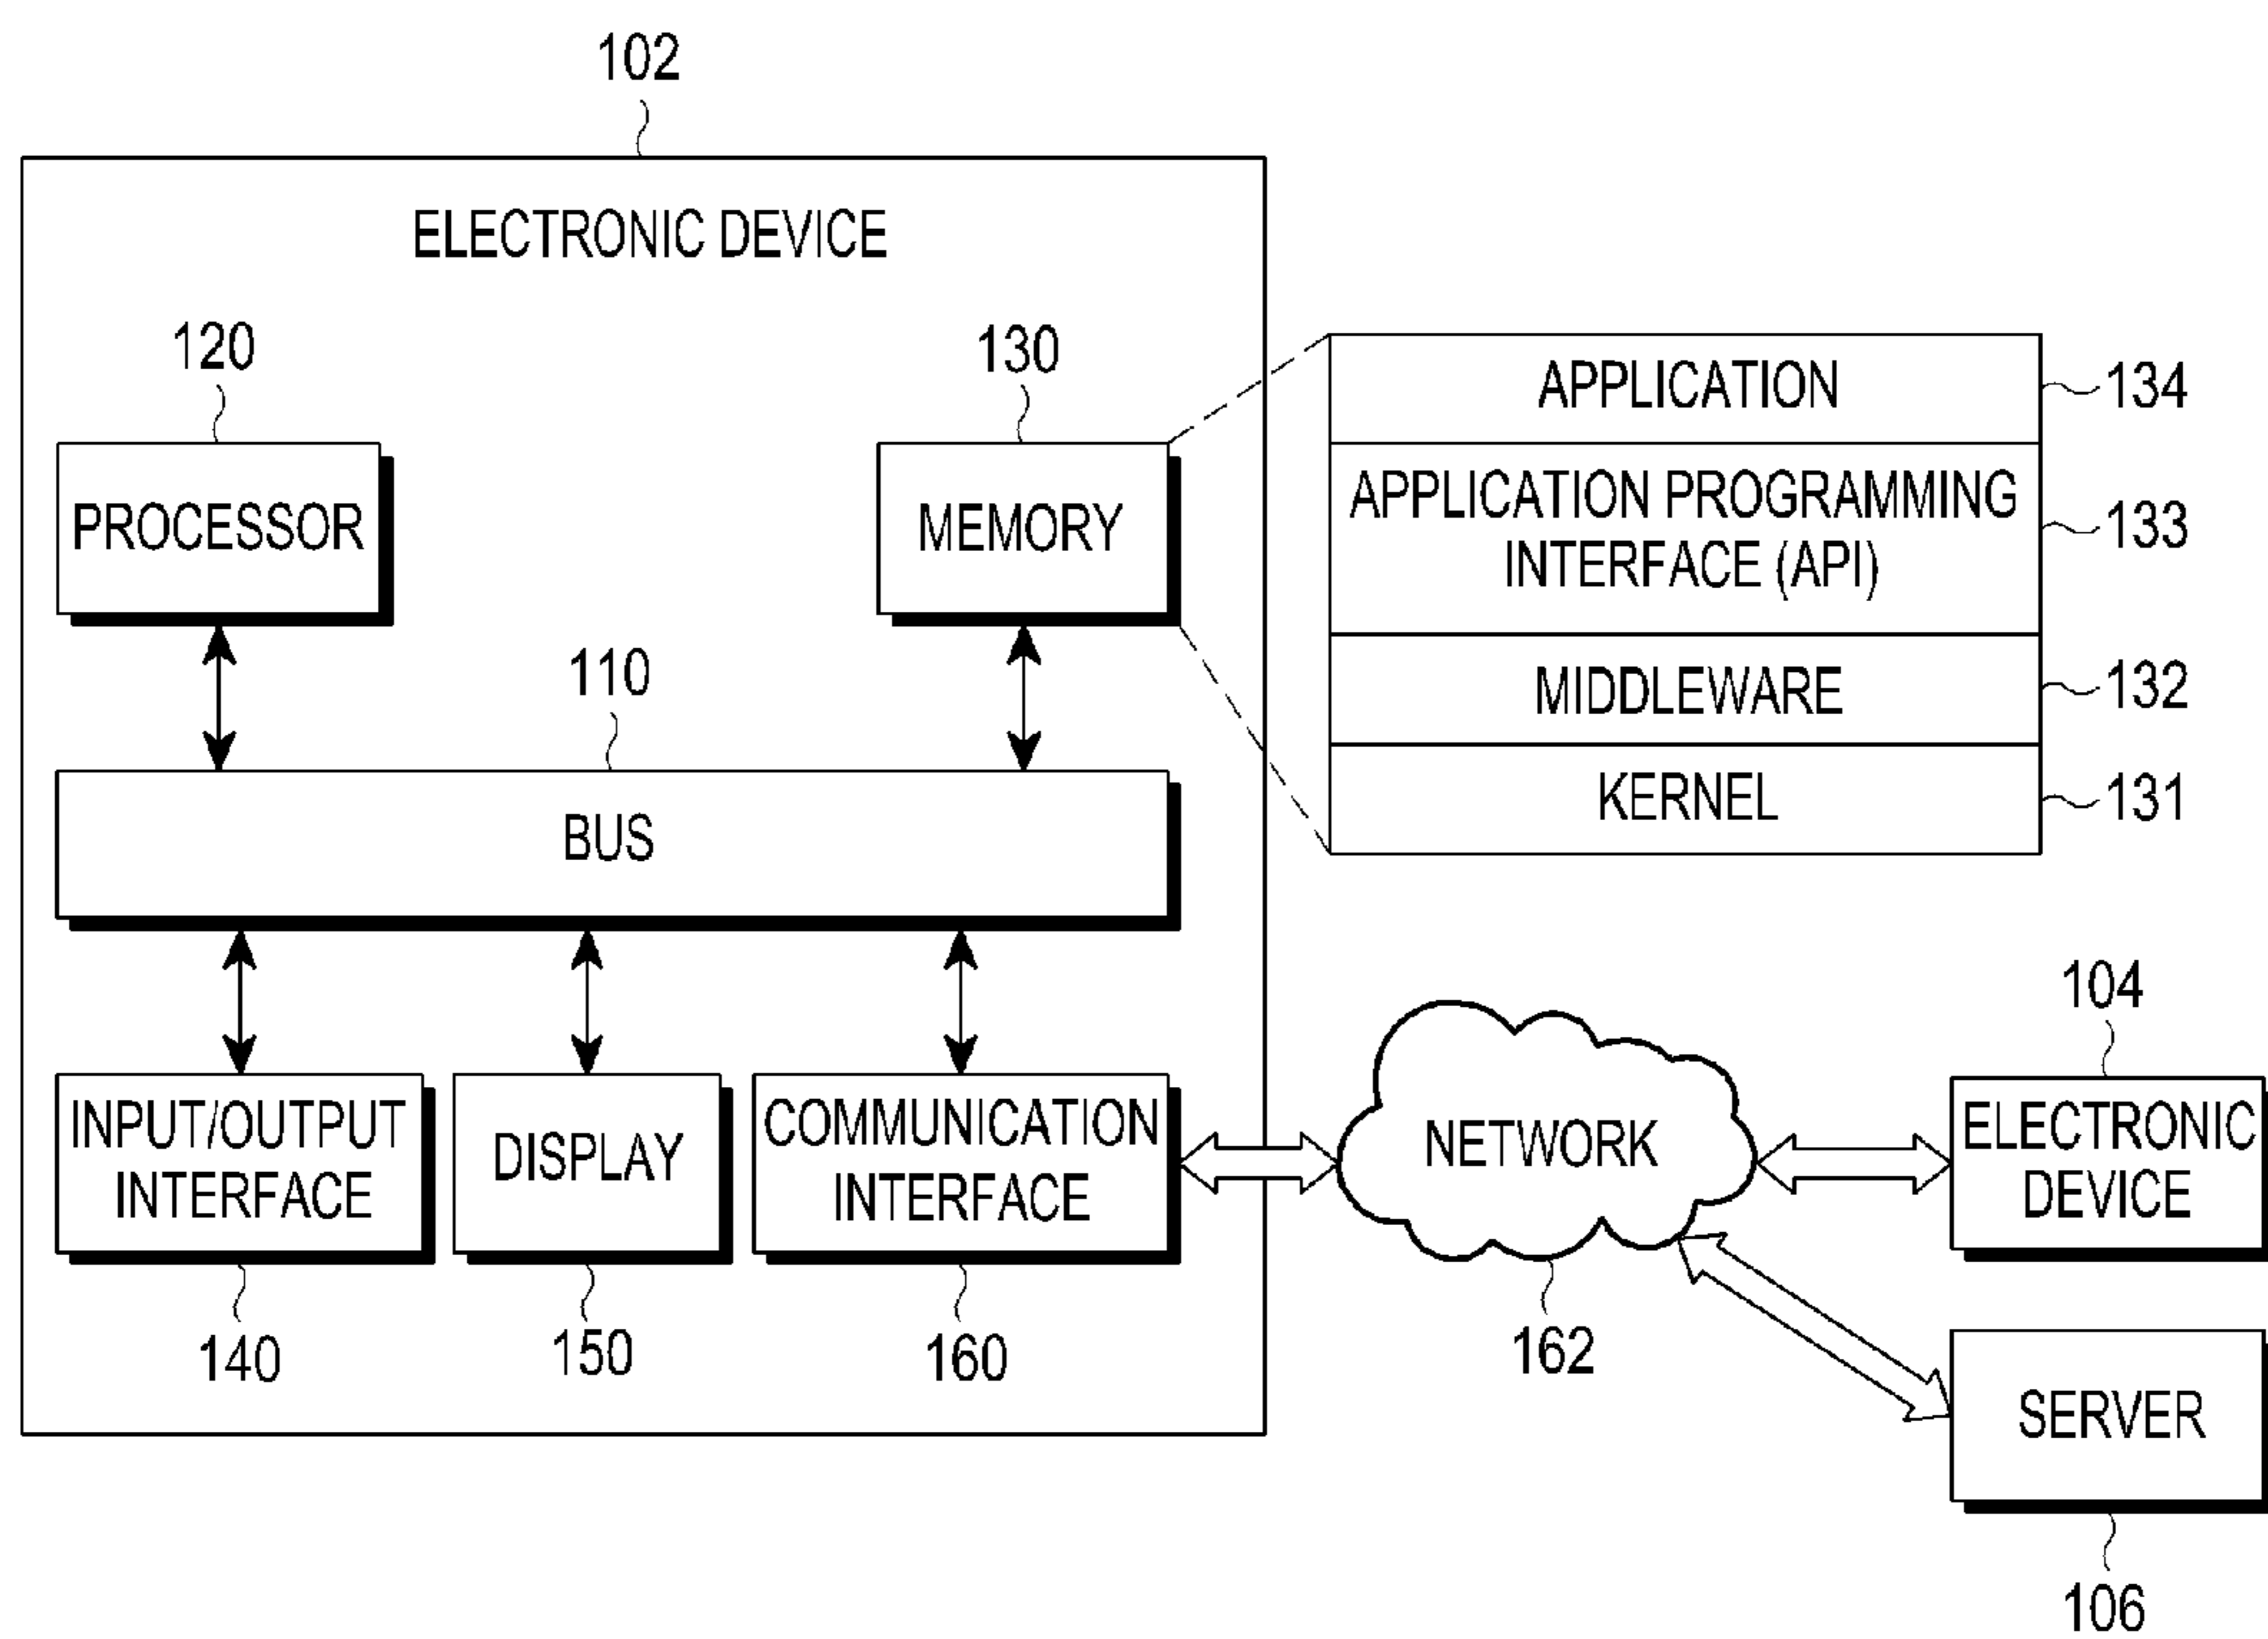 102
ELECTRONIC DEVICE
120
130
PROCESSOR
MEMORY
APPLICATION
134
APPLICATION PROGRAMMING
INTERFACE (API)
133
MIDDLEWARE
132
KERNEL
131
110
BUS
INPUT/OUTPUT
INTERFACE
DISPLAY
COMMUNICATION
INTERFACE
140
150
160
NETWORK
162
104
ELECTRONIC
DEVICE
SERVER
106